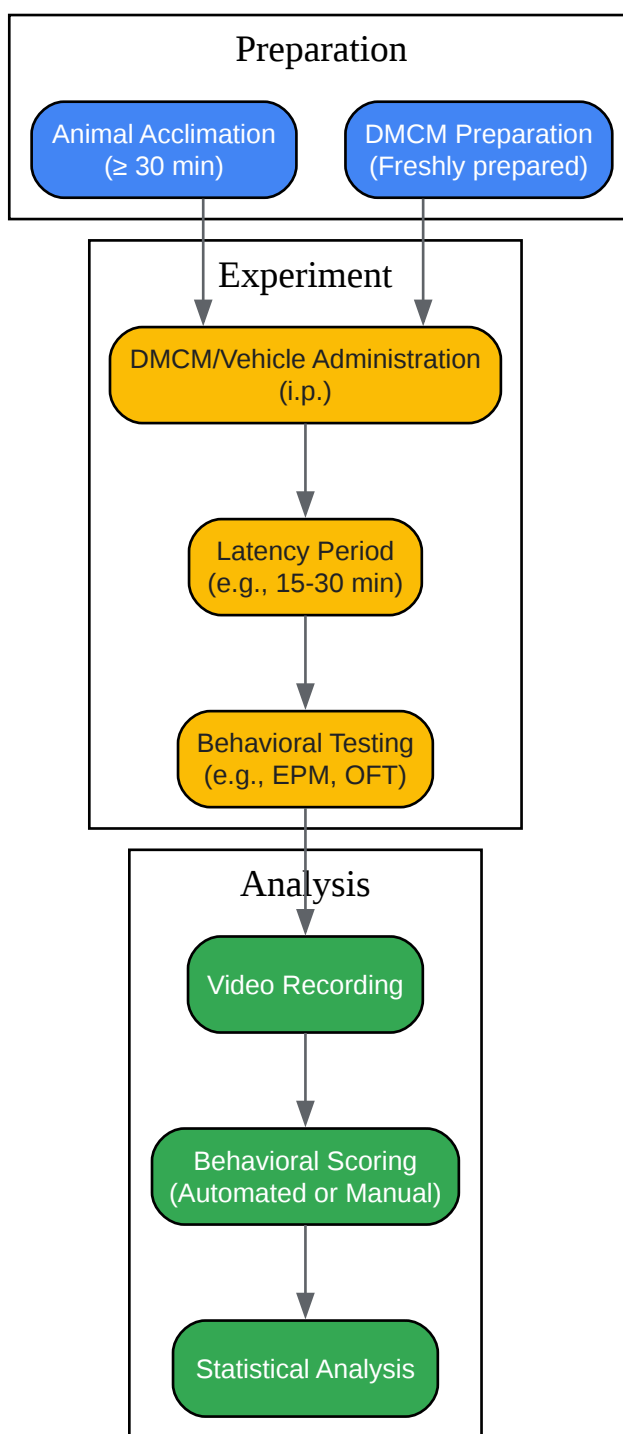 Preparation
Animal Acclimation
(≥ 30 min)
DMCM Preparation
(Freshly prepared)
Experiment
DMCM/Vehicle Administration
(i.p.)
Latency Period
(e.g., 15-30 min)
Behavioral Testing
(e.g., EPM, OFT)
Analysis
Video Recording
Behavioral Scoring
(Automated or Manual)
Statistical Analysis